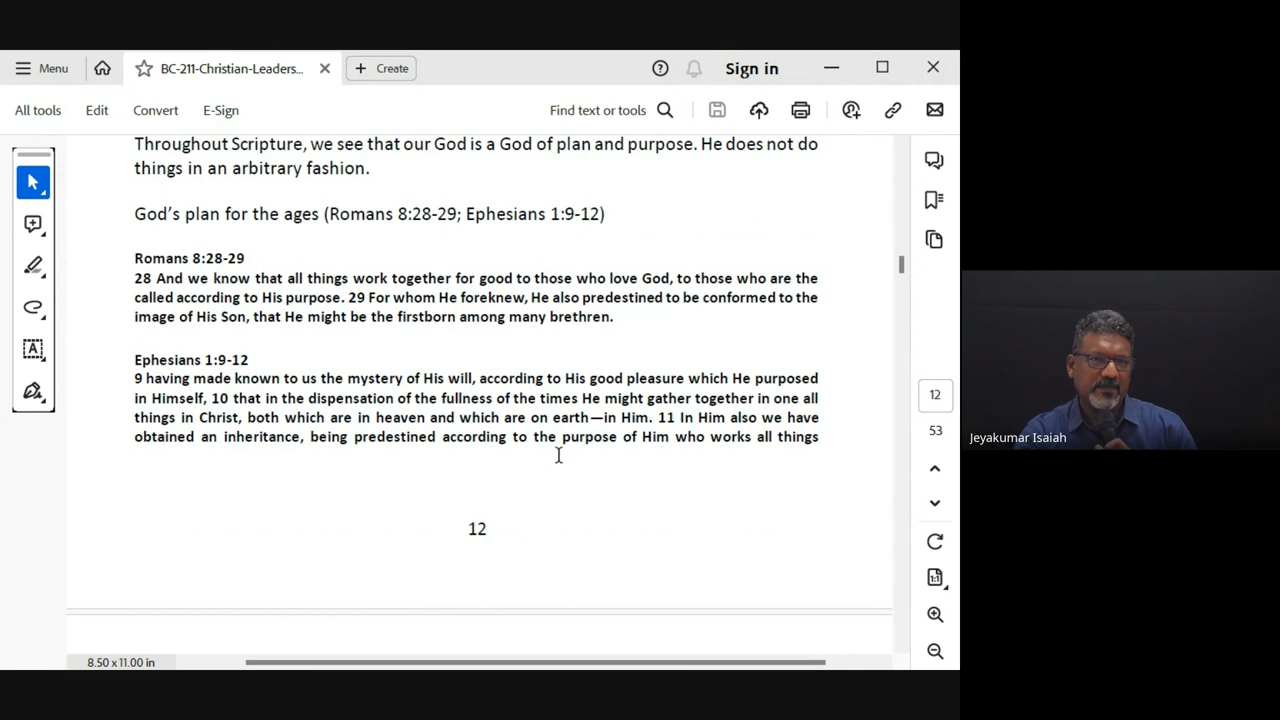 Menu
BC-211-Christian-Leaders...
Create
Sign in
All tools
Edit
Convert
E-Sign
Find text or tools
Throughout Scripture, we see that our God is a God of plan and purpose. He does not do
things in an arbitrary fashion.
God's plan for the ages (Romans 8:28-29; Ephesians 1:9-12)
Romans 8:28-29
28 And we know that all things work together for good to those who love God, to those who are the
called according to His purpose. 29 For whom He foreknew, He also predestined to be conformed to the
image of His Son, that He might be the firstborn among many brethren.
Ephesians 1:9-12
9 having made known to us the mystery of His will, according to His good pleasure which He purposed
in Himself, 10 that in the dispensation of the fullness of the times He might gather together in one all
things in Christ, both which are in heaven and which are on earth—in Him. 11 In Him also we have
obtained an inheritance, being predestined according to the purpose of Him who works all things
12
8.50 x 11.00 in
12
53
1:1
Jeyakumar Isaiah